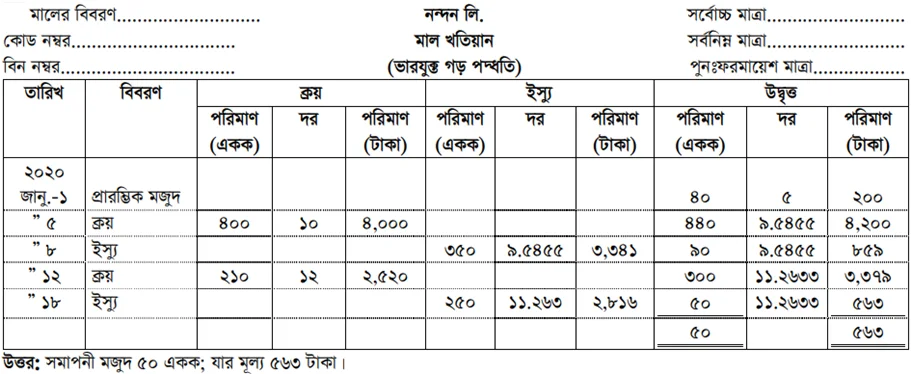 মালের বিবরণ............................ নন্দন লি. সর্বোচ্চ মাত্রা............................
কোড নম্বর................................ মাল খতিয়ান সর্বনিম্ন মাত্রা...........................
বিন নম্বর.................................. (ভারযুক্ত গড় পদ্ধতি) পুনঃফরমায়েশ মাত্রা..................
তারিখ বিবরণ ক্রয় ইস্যু উদ্বৃত্ত
পরিমাণ (একক) দর পরিমাণ (টাকা) পরিমাণ (একক) দর পরিমাণ (টাকা) পরিমাণ (একক) দর পরিমাণ (টাকা)
২০২০
জানু.-১ প্রারম্ভিক মজুদ ৪০ ৫ ২০০
” ৫ ক্রয় ৪০০ ১০ ৪,০০০ ৪৪০ ৯.৫৪৫৫ ৪,২০০
” ৮ ইস্যু ৩৫০ ৯.৫৪৫৫ ৩,৩৪১ ৯০ ৯.৫৪৫৫ ৮৫৯
” ১২ ক্রয় ২১০ ১২ ২,৫২০ ৩০০ ১১.২৬৩৩ ৩,৩৭৯
” ১৮ ইস্যু ২৫০ ১১.২৬৩ ২,৮১৬ ৫০ ১১.২৬৩৩ ৫৬৩
৫০ ৫৬৩
উত্তর: সমাপনী মজুদ ৫০ একক; যার মূল্য ৫৬৩ টাকা।